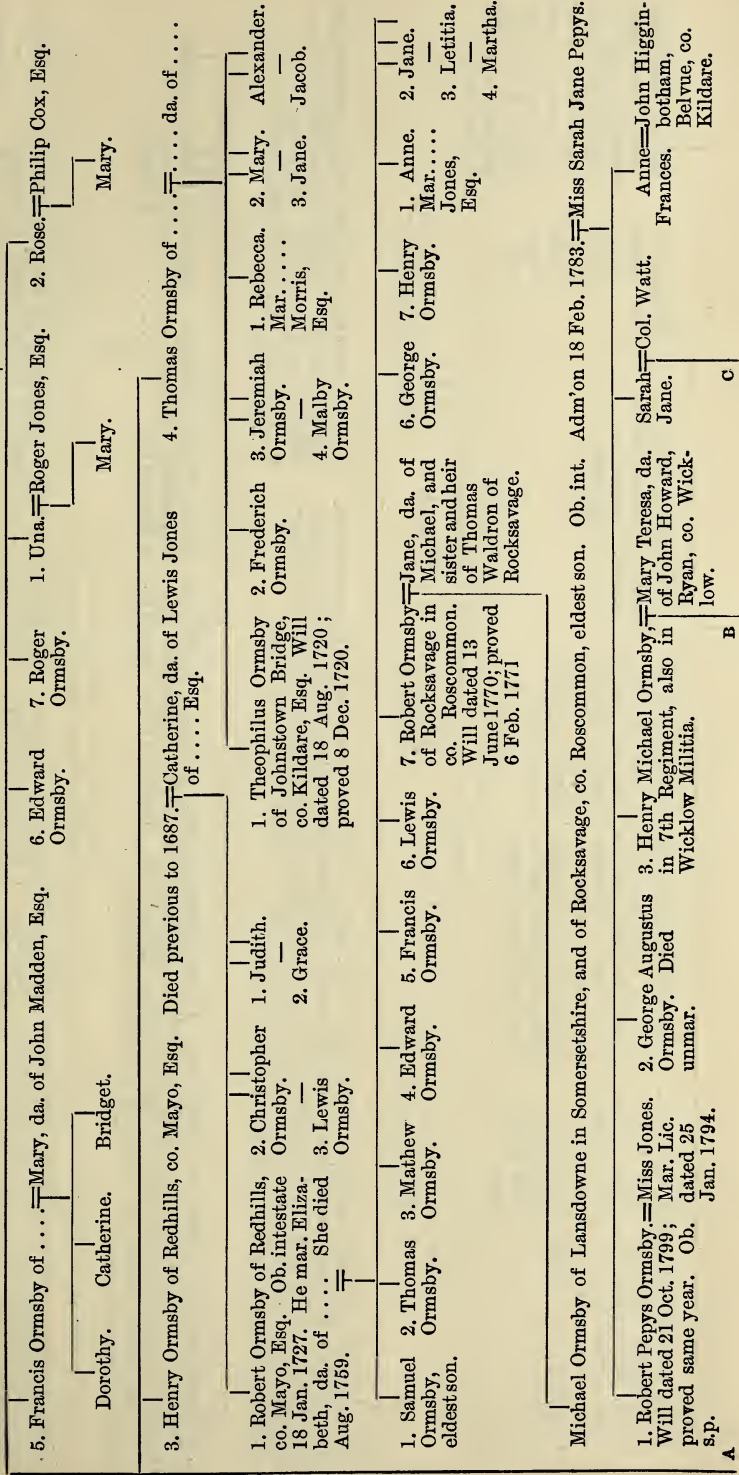 5. Francis Ormsby of .... Mary, da. of John Madden, Esq.
6. Edward
Ormsby.
7. Roger
Ormsby.
1. Una. Roger Jones, Esq.
2. Rose. Philip Cox, Esq.
Dorothy.
Catherine.
Bridget.
Mary.
Mary.
3. Henry Ormsby of Redhills, co. Mayo, Esq. Died previous to 1687. Catherine, da. of Lewis Jones
of .... Esq.
4. Thomas Ormsby of .... .... da. of ....
1. Robert Ormsby of Redhills,
co. Mayo, Esq. Ob. intestate
18 Jan. 1727. He mar. Eliza-
beth, da. of .... She died
Aug. 1759.
2. Christopher
Ormsby.
—
3. Lewis
Ormsby.
1. Judith.
—
2. Grace.
1. Theophilus Ormsby
of Johnstown Bridge,
co. Kildare, Esq. Will
dated 18 Aug. 1720;
proved 8 Dec. 1720.
2. Frederich
Ormsby.
3. Jeremiah
Ormsby.
—
4. Malby
Ormsby.
1. Rebecca.
Mar.....
Morris,
Esq.
2. Mary.
—
3. Jane.
Alexander.
—
Jacob.
1. Samuel
Ormsby,
eldest son.
2. Thomas
Ormsby.
3. Mathew
Ormsby.
4. Edward
Ormsby.
5. Francis
Ormsby.
6. Lewis
Ormsby.
7. Robert Ormsby
of Rocksavage in
co. Roscommon.
Will dated 13
June 1770; proved
6 Feb. 1771
Jane, da. of
Michael, and
sister and heir
of Thomas
Waldron of
Rocksavage.
6. George
Ormsby.
7. Henry
Ormsby.
1. Anne.
Mar.....
Jones,
Esq.
2. Jane.
—
3. Letitia.
—
4. Martha.
Michael Ormsby of Lansdowne in Somersetshire, and of Rocksavage, co. Roscommon, eldest son. Ob. int. Adm'on 18 Feb. 1783. Miss Sarah Jane Pepys.
1. Robert Pepys Ormsby.=Miss Jones.
Will dated 21 Oct. 1799; Mar. Lic.
proved same year. Ob. dated 25
s.p. Jan. 1794.
2. George Augustus
Ormsby. Died
unmar.
3. Henry Michael Ormsby,
in 7th Regiment, also in
Wicklow Militia.
Mary Teresa, da.
of John Howard,
Ryan, co. Wick-
low.
Sarah Col. Watt.
Jane.
Anne=John Higgin-
Frances. botham,
Belvue, co.
Kildare.
A
B
C